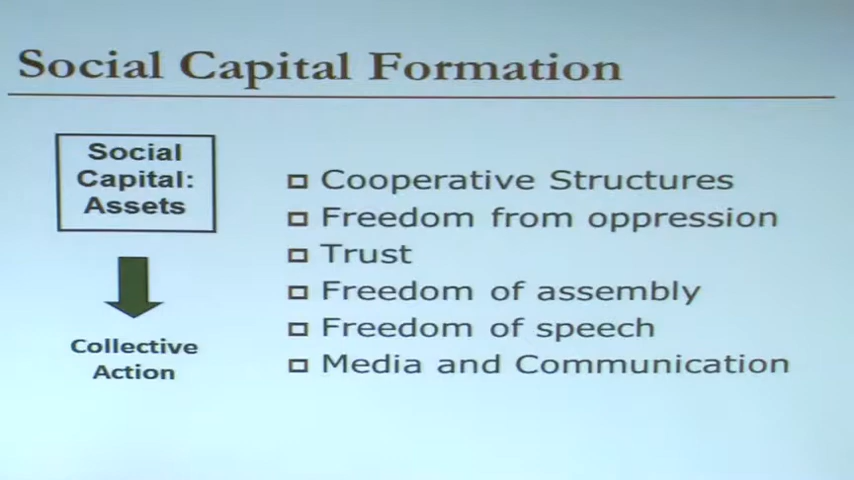 Social Capital Formation
Social
Capital:
Assets
Collective
Action
Cooperative Structures
Freedom from oppression
Trust
Freedom of assembly
Freedom of speech
Media and Communication